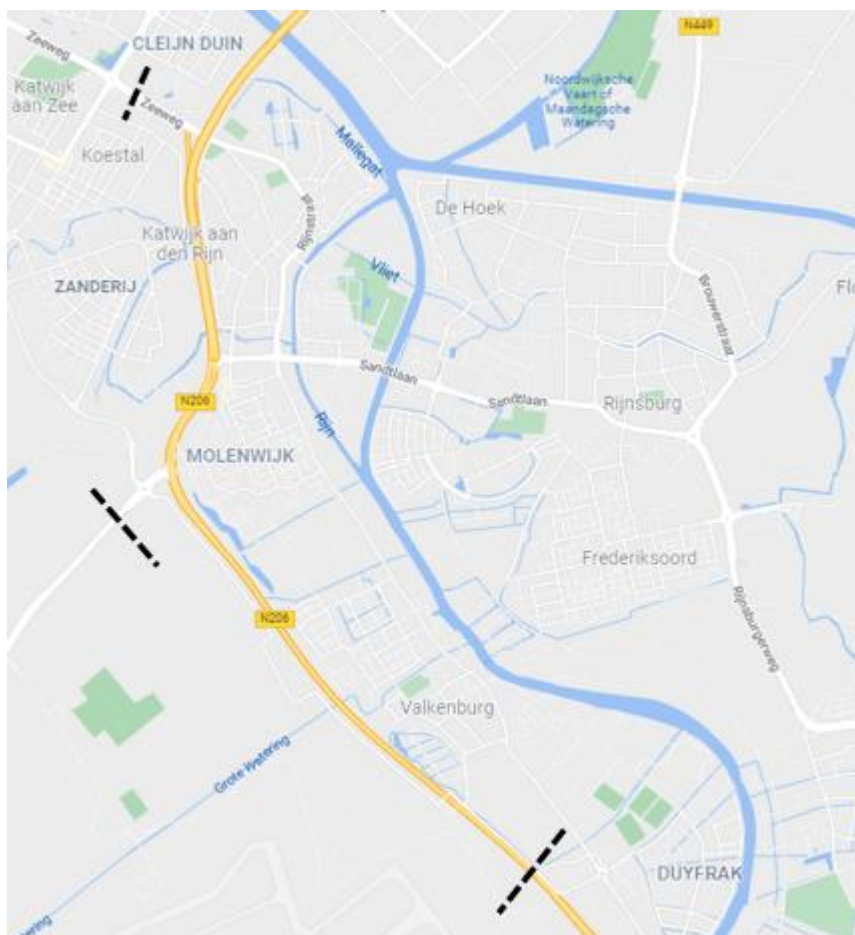 Zeeweg
CLEIJN DUIN
N449
Katwijk
aan Zee
Zeeweg
Noordwijksche
Vaart of
Maandagsche
Watering
Koestal
Mallegat
De Hoek
Rijnstraat
Katwijk aan
den Rijn
Vliet
ZANDERIJ
Flo
Brouwerstraat
Sandtlaan
N206
Sandtlaan
Rijnsburg
Rijn
MOLENWIJK
Frederiksoord
N206
Rijnsburgerweg
Valkenburg
Grote Watering
DUYFRAK
tering